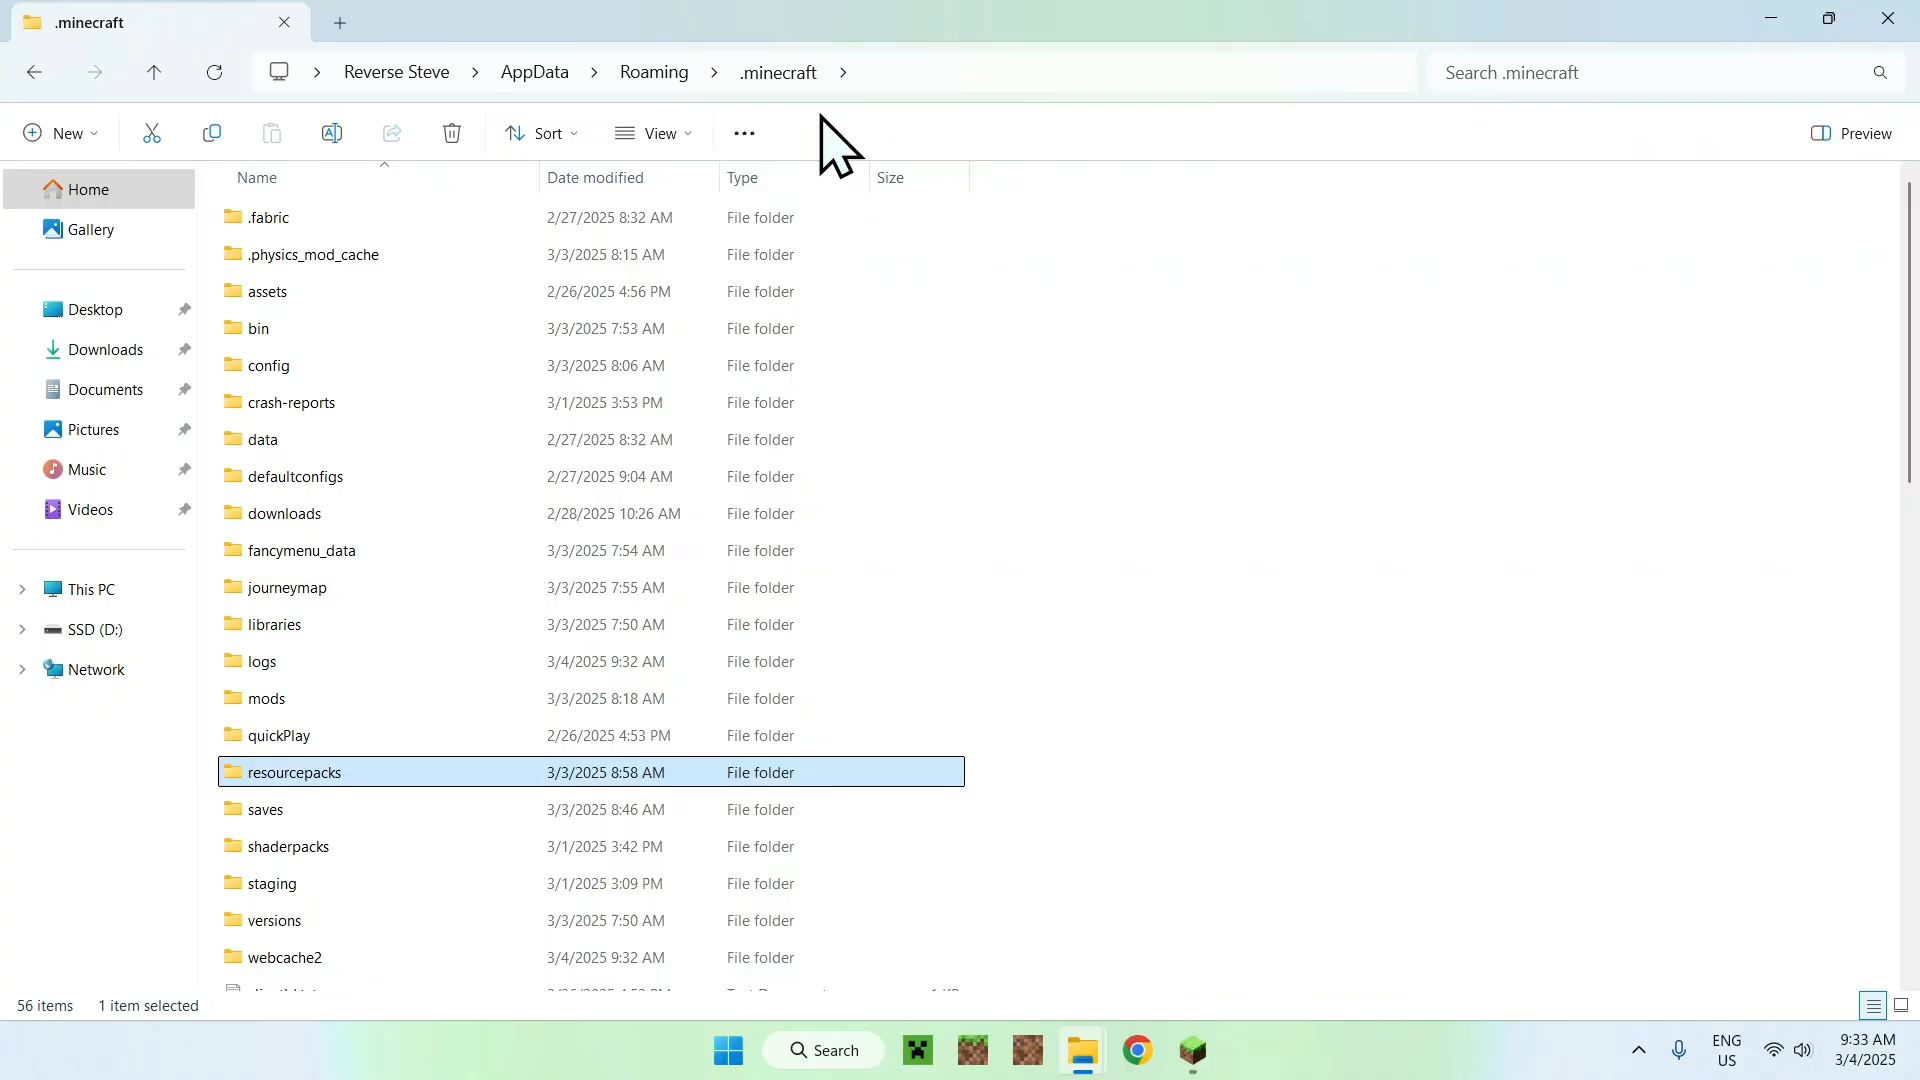 .minecraft
Reverse Steve AppData Roaming .minecraft
Search .minecraft
New Sort View Preview
Name Date modified Type Size
Home
Gallery
Desktop
Downloads
Documents
Pictures
Music
Videos
This PC
SSD (D:)
Network
.fabric 2/27/2025 8:32 AM File folder
.physics_mod_cache 3/3/2025 8:15 AM File folder
assets 2/26/2025 4:56 PM File folder
bin 3/3/2025 7:53 AM File folder
config 3/3/2025 8:06 AM File folder
crash-reports 3/1/2025 3:53 PM File folder
data 2/27/2025 8:32 AM File folder
defaultconfigs 2/27/2025 9:04 AM File folder
downloads 2/28/2025 10:26 AM File folder
fancymenu_data 3/3/2025 7:54 AM File folder
journeymap 3/3/2025 7:55 AM File folder
libraries 3/3/2025 7:50 AM File folder
logs 3/4/2025 9:32 AM File folder
mods 3/3/2025 8:18 AM File folder
quickPlay 2/26/2025 4:53 PM File folder
resourcepacks 3/3/2025 8:58 AM File folder
saves 3/3/2025 8:46 AM File folder
shaderpacks 3/1/2025 3:42 PM File folder
staging 3/1/2025 3:09 PM File folder
versions 3/3/2025 7:50 AM File folder
webcache2 3/4/2025 9:32 AM File folder
56 items 1 item selected
Search
ENG
US
9:33 AM
3/4/2025